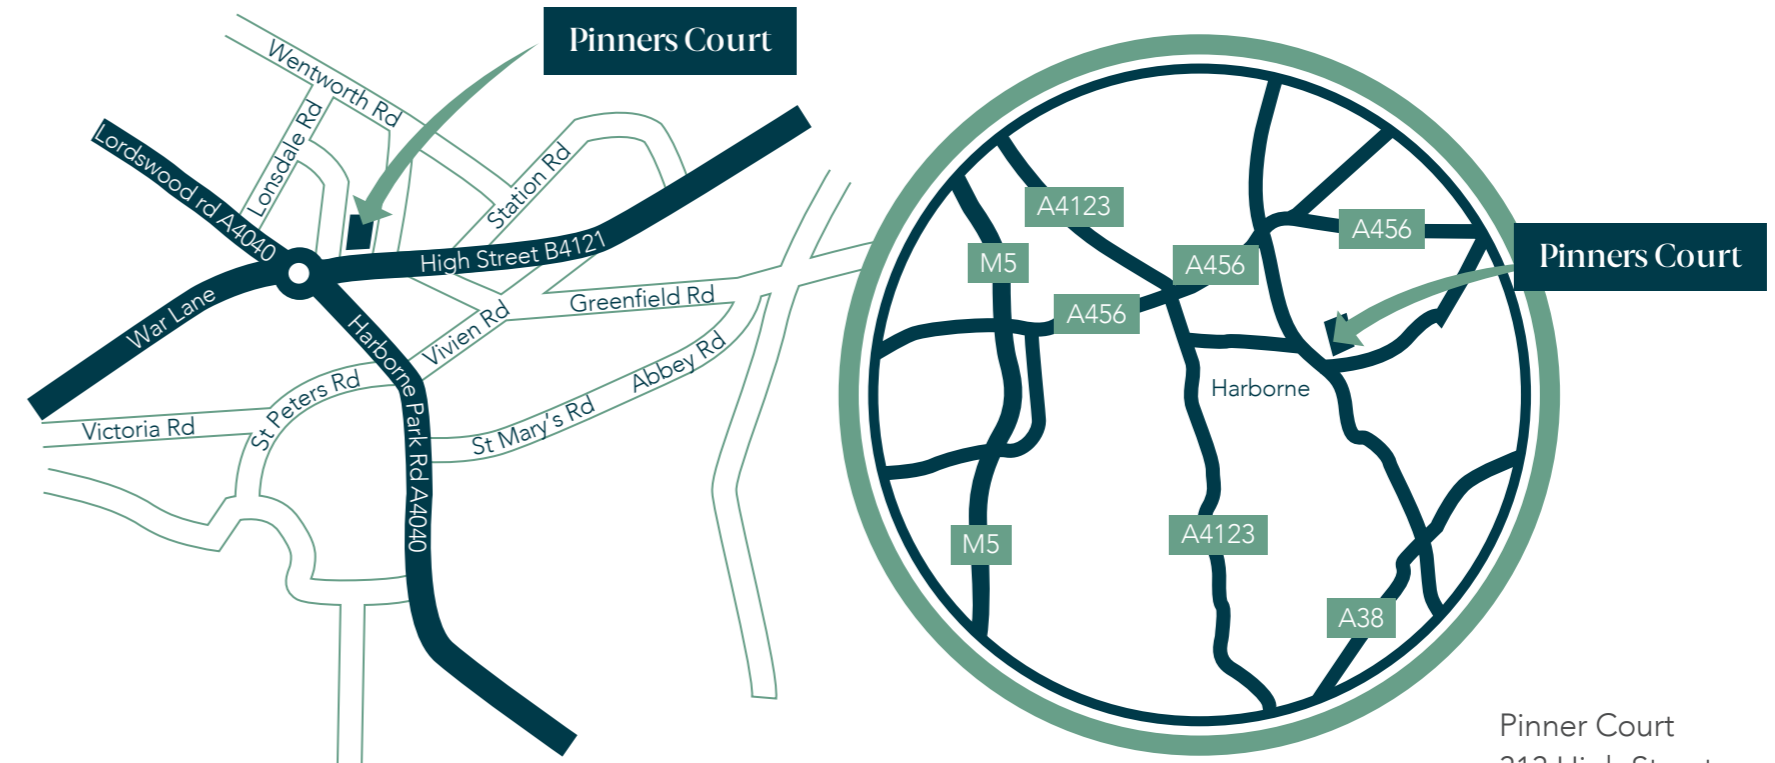 Pinners Court
Wentworth Rd
Lonsdale Rd
Lordswood rd A4040
Station Rd
High Street B4121
War Lane
Greenfield Rd
Vivien Rd
Harborne Park Rd A4040
Abbey Rd
St Peters Rd
St Mary's Rd
Victoria Rd
A4123
A456
M5
A456
A456
Pinners Court
Harborne
A4123
M5
A38
Pinner Court